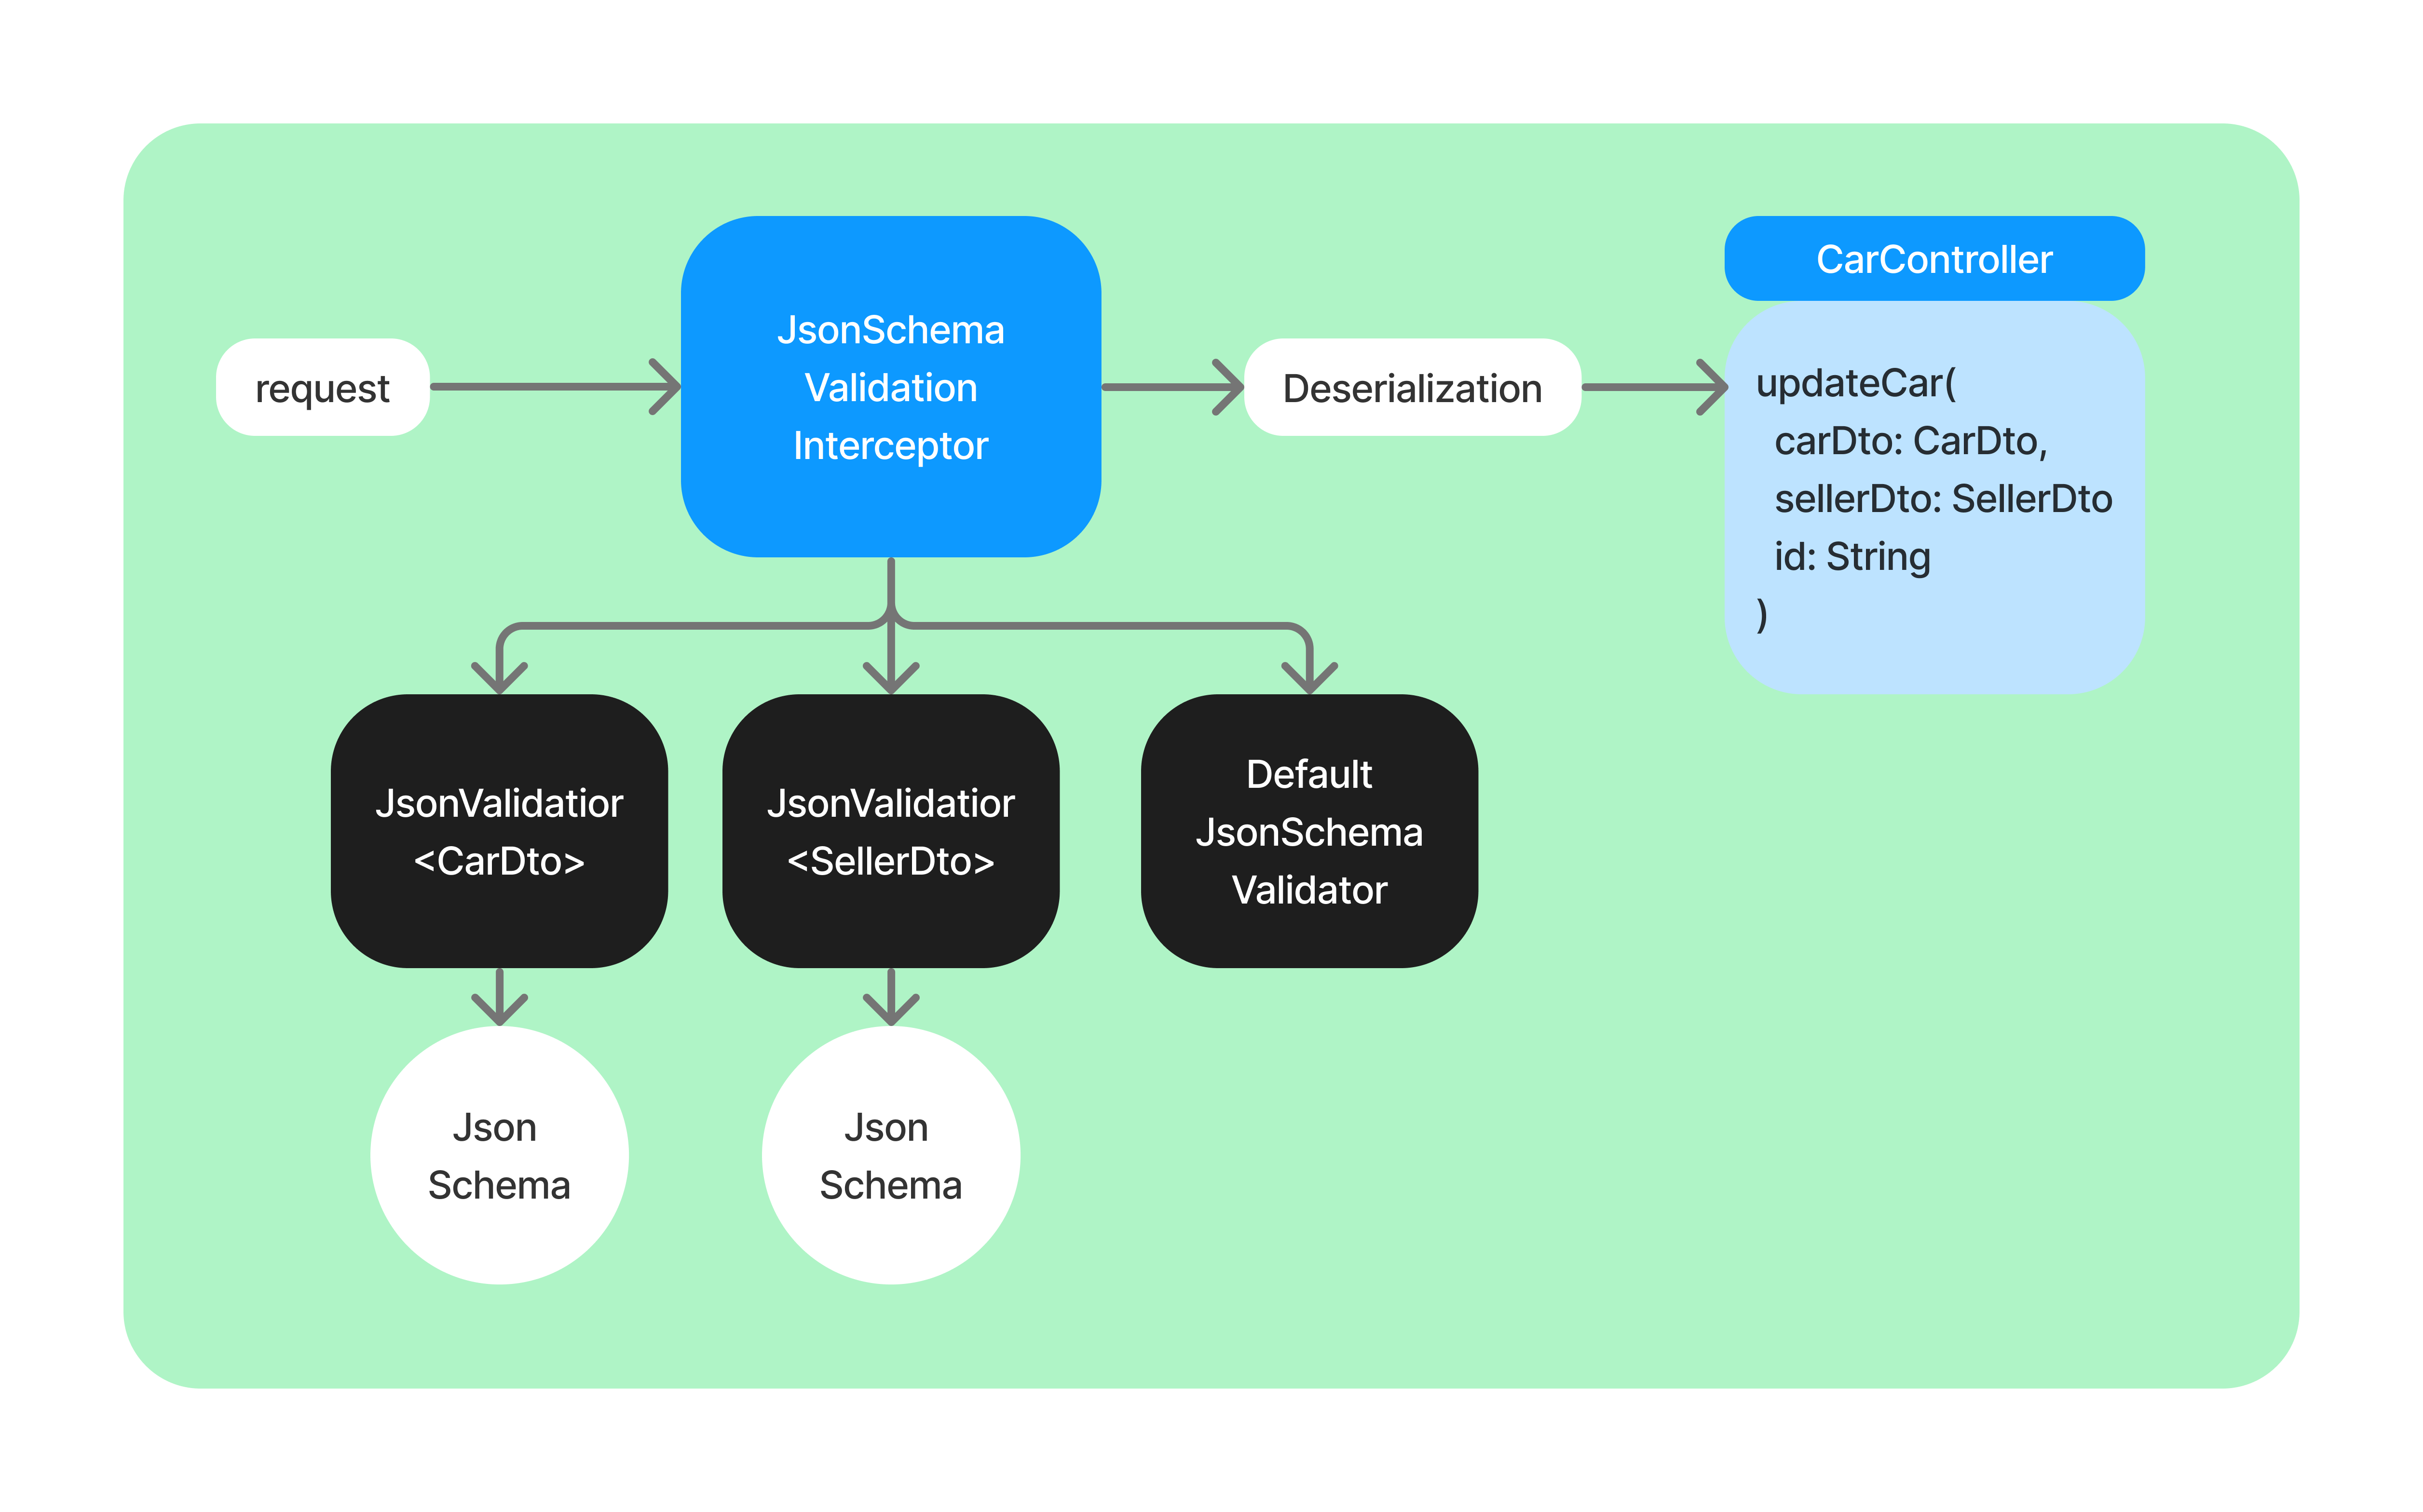 request
JsonSchema
Validation
Interceptor
Deserialization
CarController
updateCar(
carDto: CarDto,
sellerDto: SellerDto
id: String
)
JsonValidatior
<CarDto>
JsonValidatior
<SellerDto>
Default
JsonSchema
Validator
Json
Schema
Json
Schema